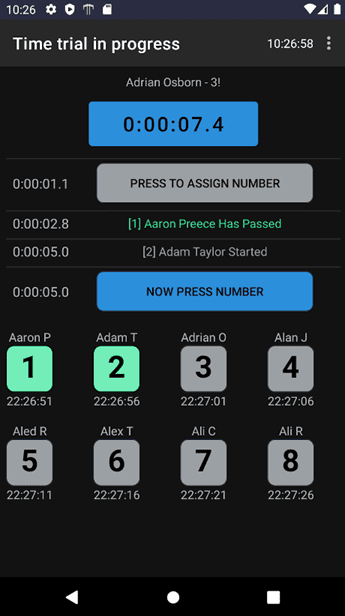 10:26
Time trial in progress 10:26:58
Adrian Osborn - 3!
0:00:07.4
0:00:01.1 PRESS TO ASSIGN NUMBER
0:00:02.8 [1] Aaron Preece Has Passed
0:00:05.0 [2] Adam Taylor Started
0:00:05.0 NOW PRESS NUMBER
Aaron P Adam T Adrian O Alan J
1 2 3 4
22:26:51 22:26:56 22:27:01 22:27:06
Aled R Alex T Ali C Ali R
5 6 7 8
22:27:11 22:27:16 22:27:21 22:27:26